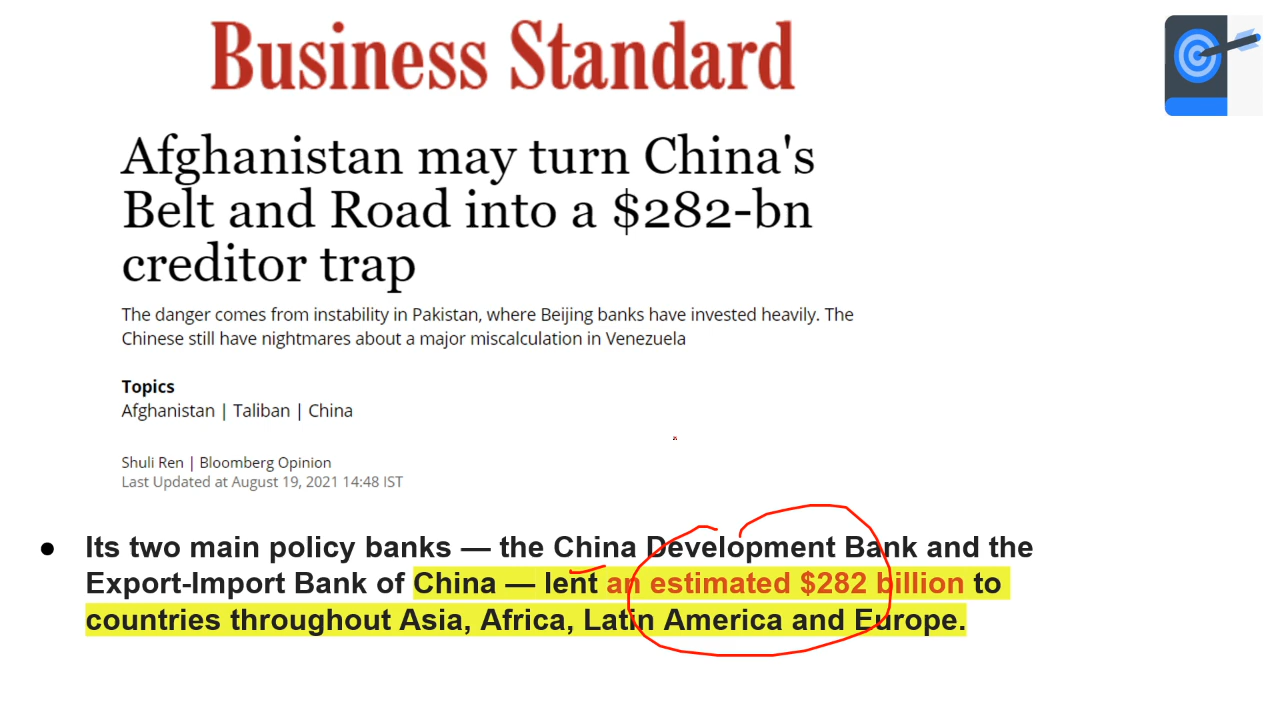 Business Standard
Afghanistan may turn China's
Belt and Road into a $282-bn
creditor trap
The danger comes from instability in Pakistan, where Beijing banks have invested heavily. The
Chinese still have nightmares about a major miscalculation in Venezuela
Topics
Afghanistan | Taliban | China
Shuli Ren | Bloomberg Opinion
Last Updated at August 19, 2021 14:48 IST
● Its two main policy banks — the China Development Bank and the
Export-Import Bank of China — lent an estimated $282 billion to
countries throughout Asia, Africa, Latin America and Europe.